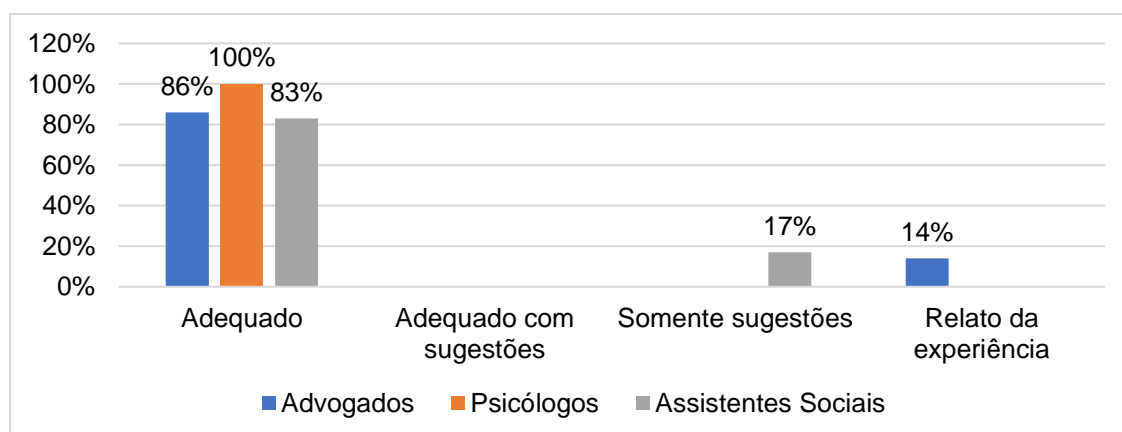 120%
100%
80%
60%
40%
20%
0%
86%
100%
83%
17%
14%
Adequado
Adequado com
sugestões
Somente sugestões
Relato da
experiência
Advogados
Psicólogos
Assistentes Sociais